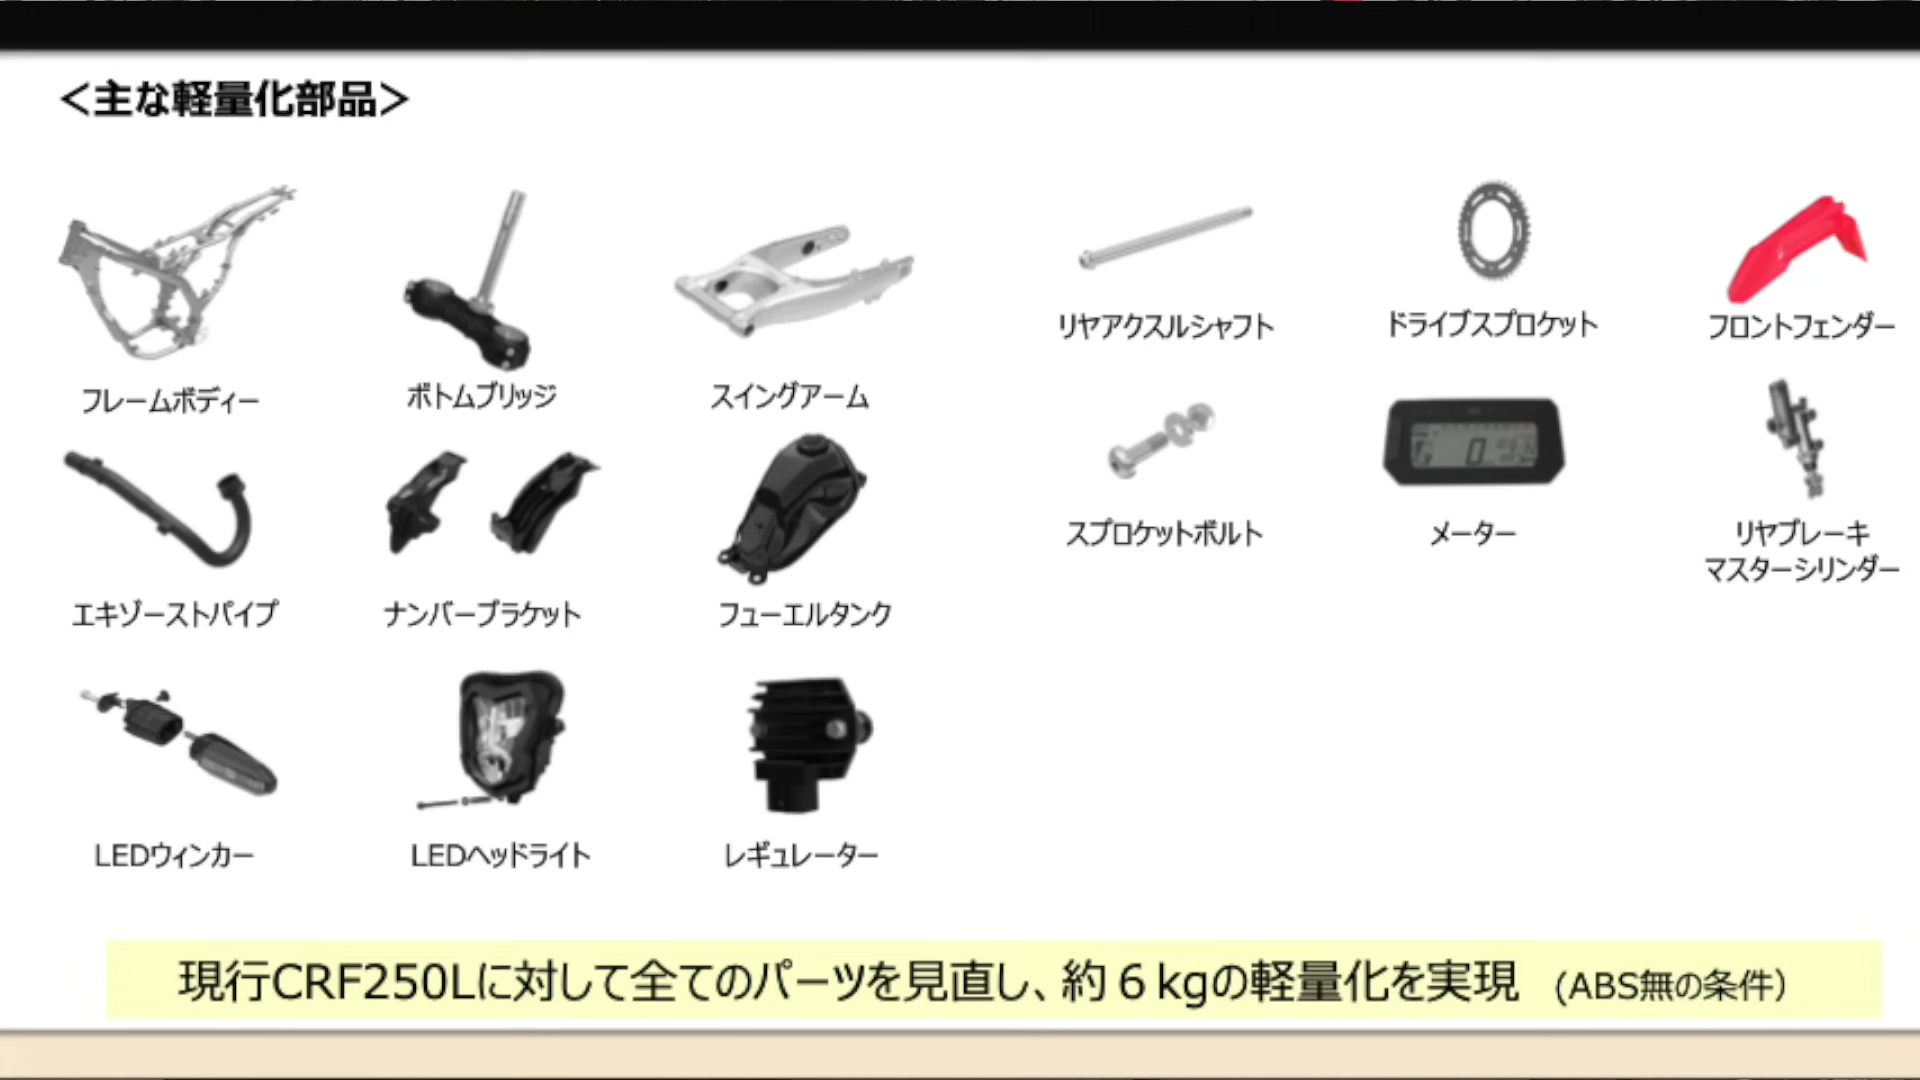 ＜主な軽量化部品＞
フレームボディー
ボトムブリッジ
スイングアーム
リヤアクスルシャフト
ドライブスプロケット
フロントフェンダー
エキゾーストパイプ
ナンバーブラケット
フューエルタンク
スプロケットボルト
メーター
リヤブレーキ
マスターシリンダー
LEDウィンカー
LEDヘッドライト
レギュレーター
現行CRF250Lに対して全てのパーツを見直し、約６kgの軽量化を実現 (ABS無の条件)